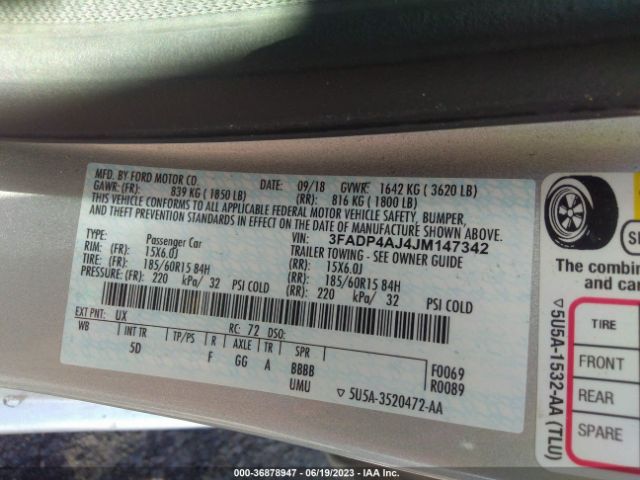 MFD. BY FORD MOTOR CO.
DATE: 09/18 GVWR: 1642 KG ( 3620 LB)
GAWR: (FR): 839 KG ( 1850 LB) (RR): 816 KG ( 1800 LB)
THIS VEHICLE CONFORMS TO ALL APPLICABLE FEDERAL MOTOR VEHICLE SAFETY, BUMPER,
AND THEFT PREVENTION STANDARDS IN EFFECT ON THE DATE OF MANUFACTURE SHOWN ABOVE.
VIN: 3FADP4AJ4JM147342
TYPE: Passenger Car TRAILER TOWING - SEE OWNER GUIDE
RIM: (FR): 15X6.0J (RR): 15X6.0J
TIRE: (FR): 185/60R15 84H (RR): 185/60R15 84H
PRESSURE: (FR): 220 kPa/ 32 PSI COLD (RR): 220 kPa/ 32 PSI COLD
EXT PNT: UX RC: 72 DSO:
WB INT TR TP/PS R AXLE TR SPR
5D F GG A BBBB F0069
UMU R0089
▽ 5U5A-3520472-AA
The combin
and car
TIRE
FRONT
REAR
SPARE
▽5U5A-1532-AA (TLU)
000-36878947 - 06/19/2023 - IAA Inc.